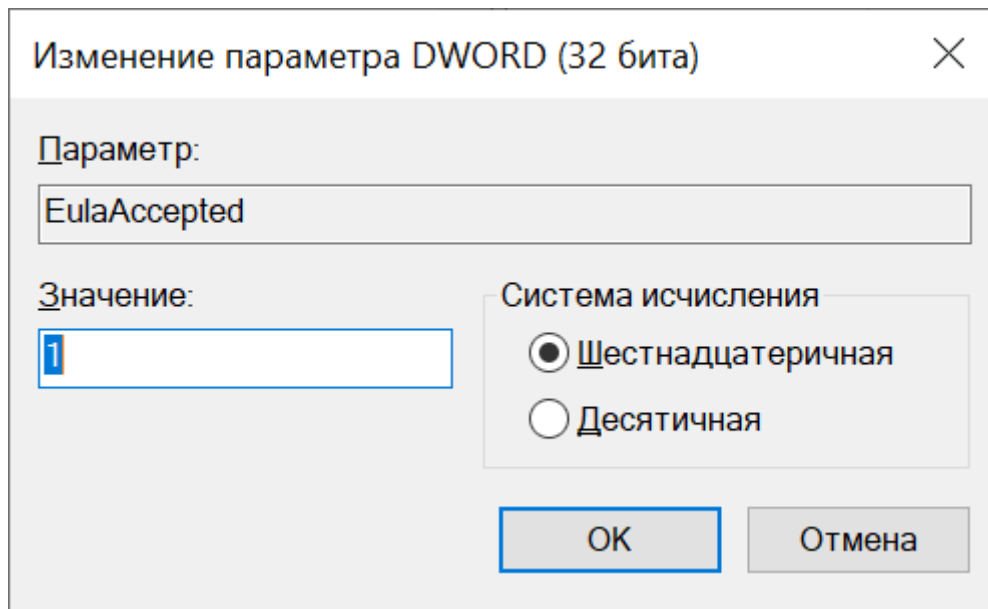 Изменение параметра DWORD (32 бита)
Параметр:
EulaAccepted
Значение:
1
Система исчисления
Шестнадцатеричная
Десятичная
OK
Отмена